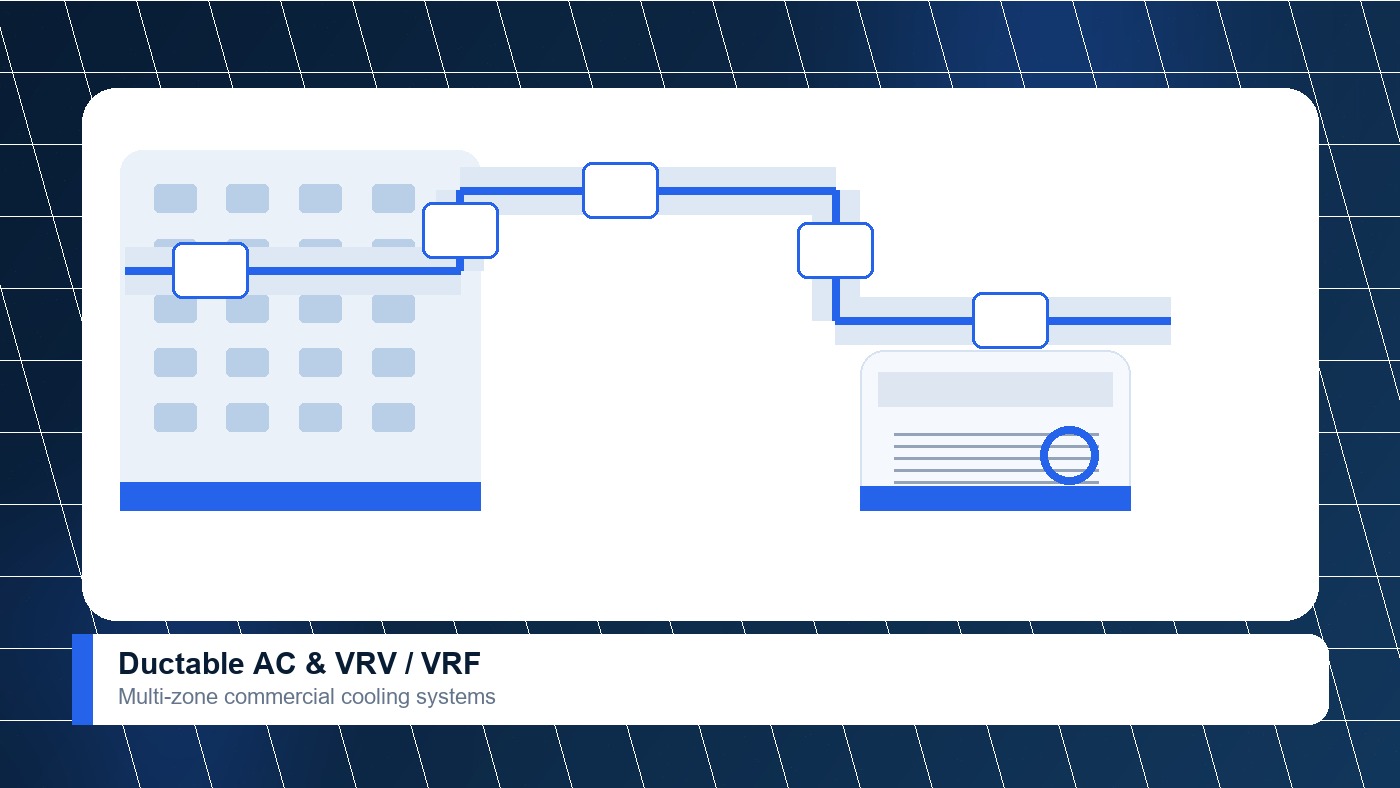 Ductable AC & VRV / VRF
Multi-zone commercial cooling systems